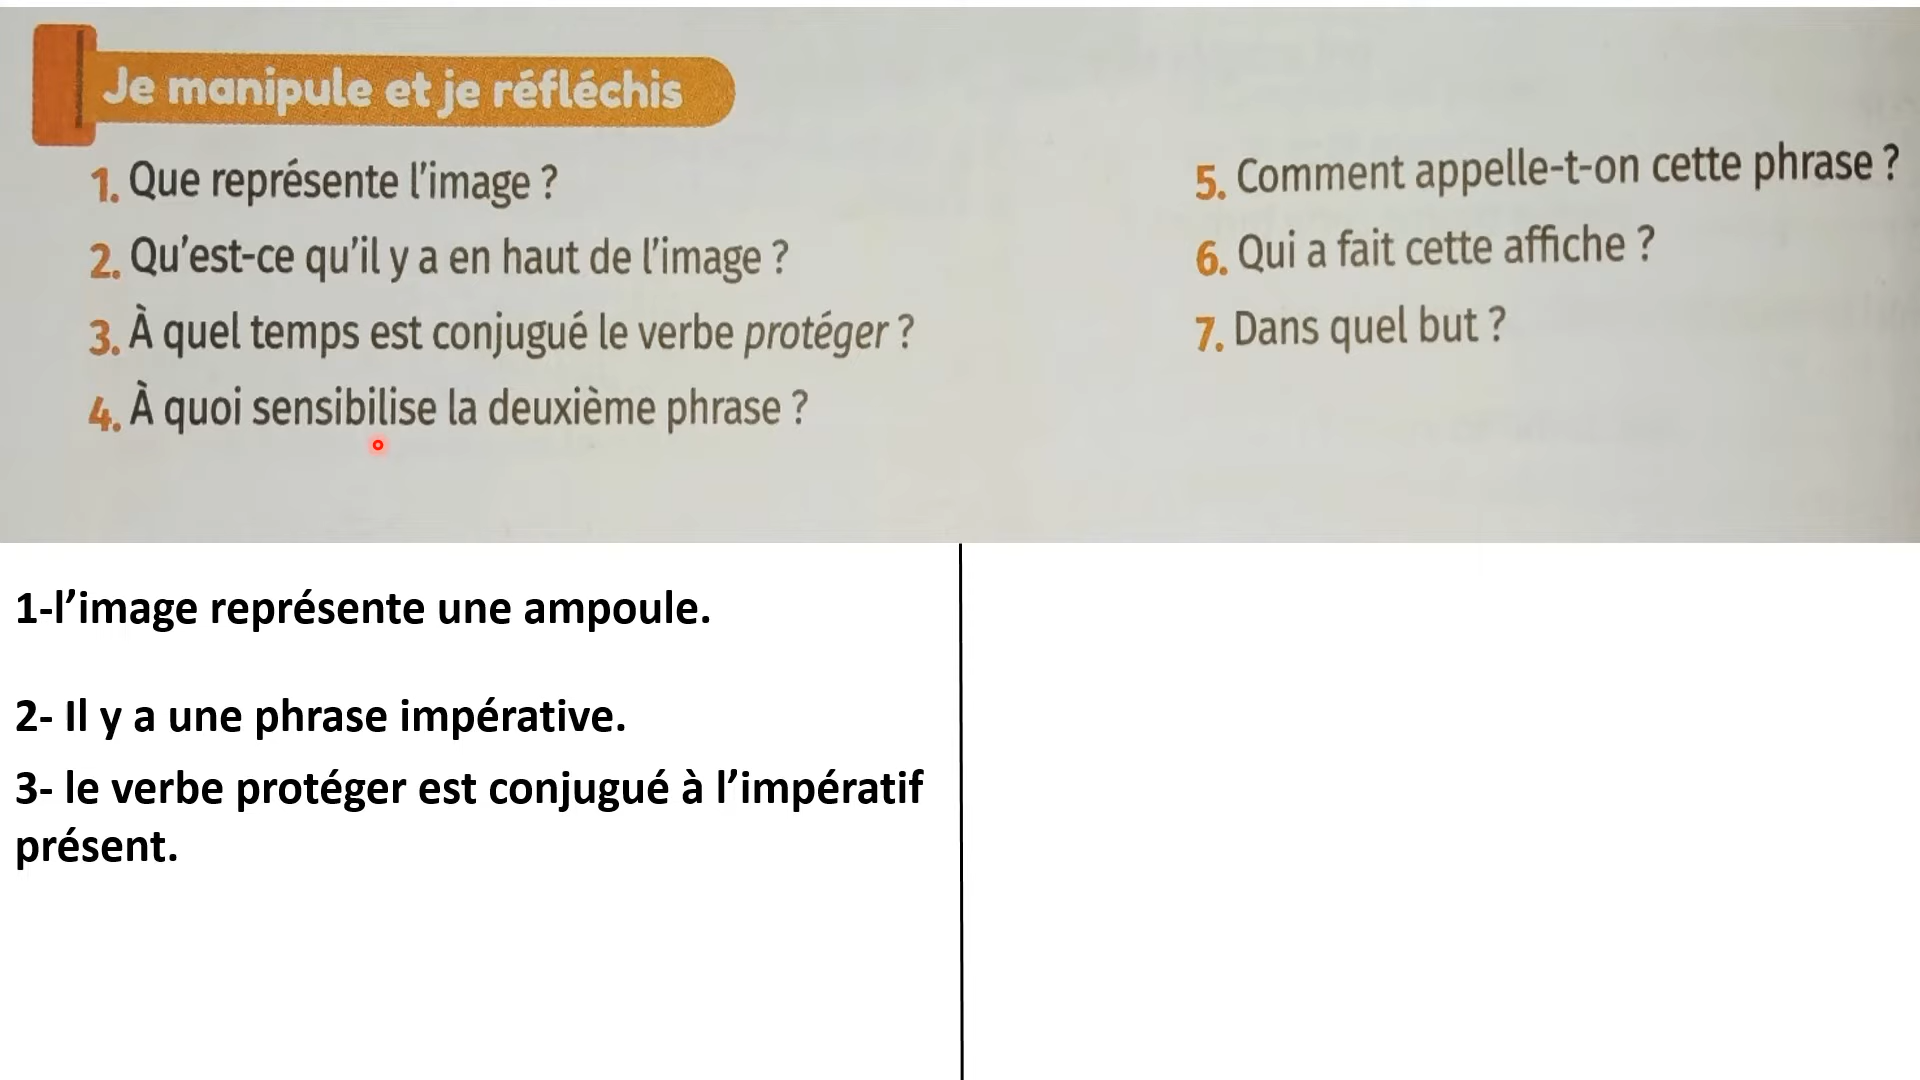 Je manipule et je réfléchis
1. Que représente l'image ?
2. Qu'est-ce qu'il y a en haut de l'image ?
3. À quel temps est conjugué le verbe protéger ?
4. À quoi sensibilise la deuxième phrase ?
5. Comment appelle-t-on cette phrase ?
6. Qui a fait cette affiche ?
7. Dans quel but ?
1-l’image représente une ampoule.
2- Il y a une phrase impérative.
3- le verbe protéger est conjugué à l’impératif
présent.